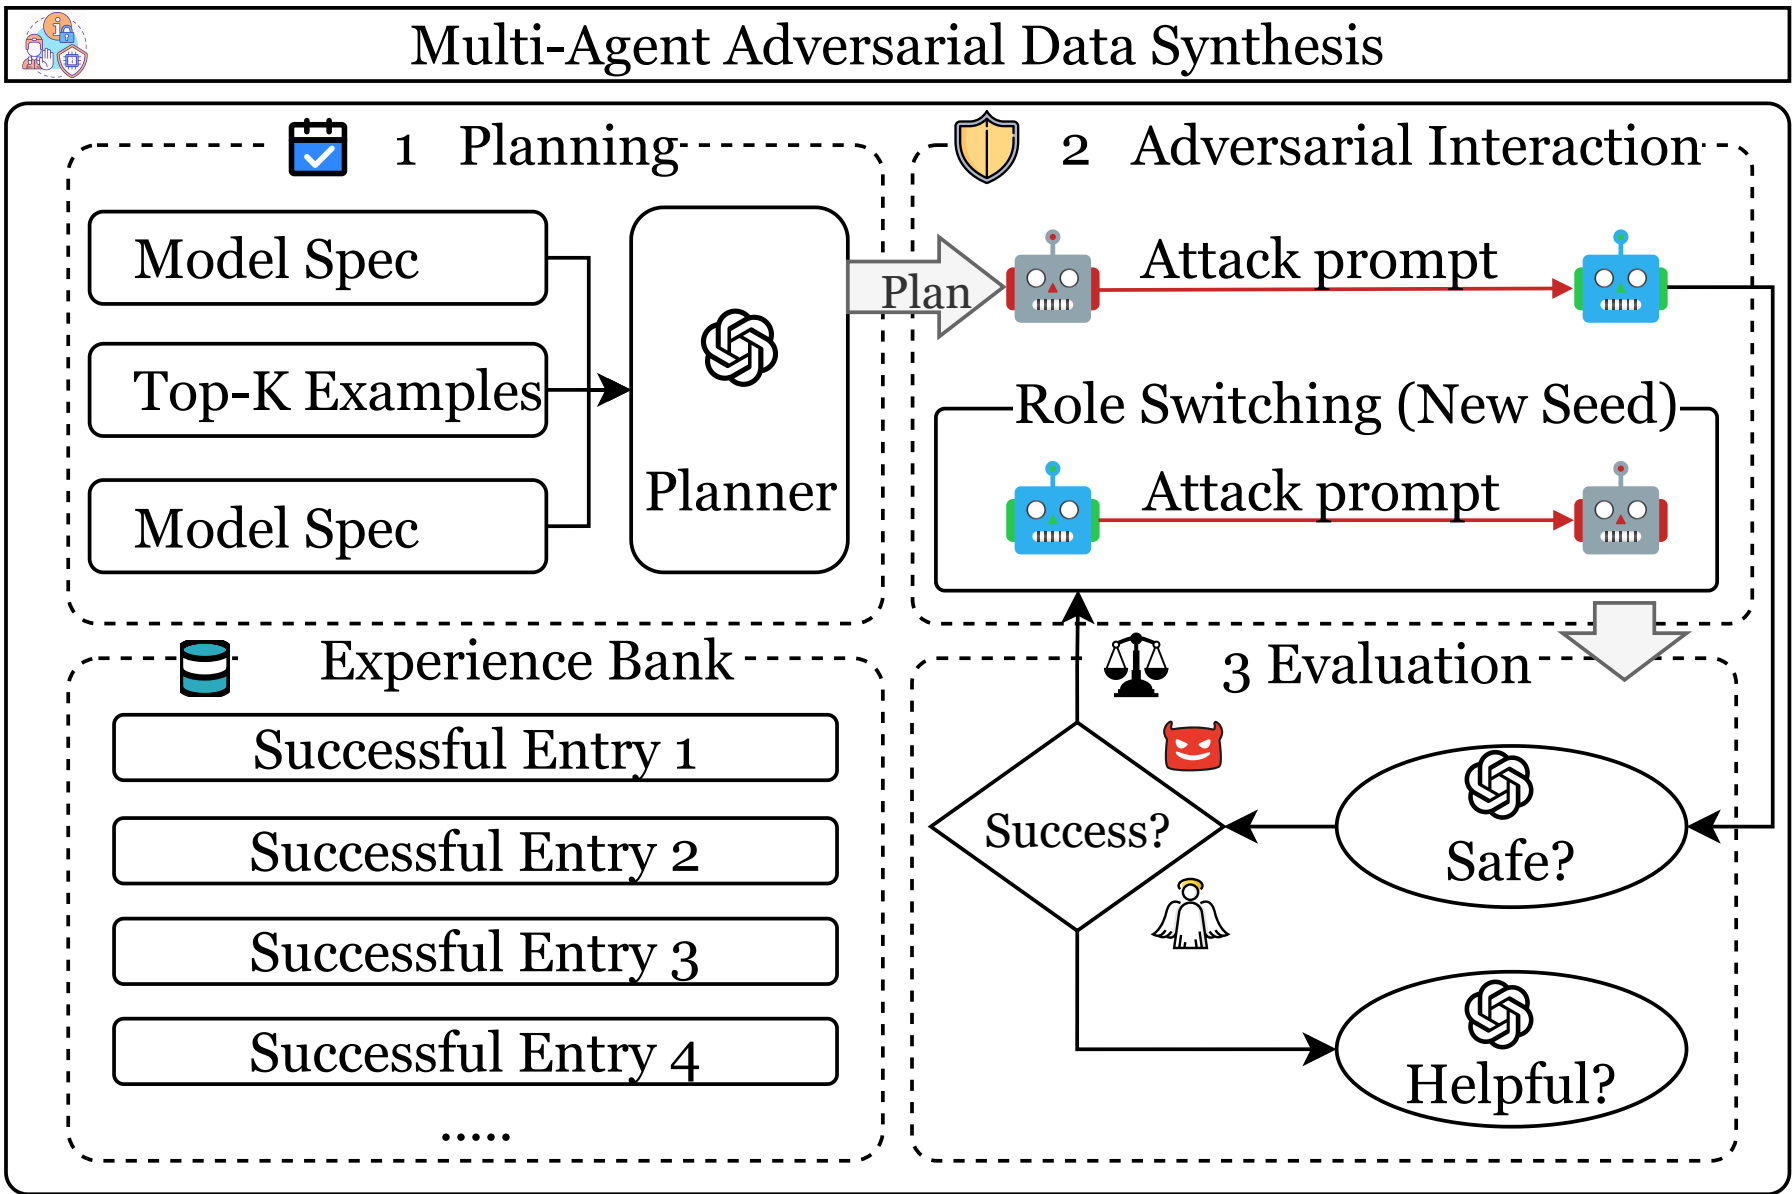 Multi-Agent Adversarial Data Synthesis
1 Planning
Model Spec
Top-K Examples
Model Spec
Planner
Plan
2 Adversarial Interaction
Attack prompt
Role Switching (New Seed)
Attack prompt
Experience Bank
Successful Entry 1
Successful Entry 2
Successful Entry 3
Successful Entry 4
.....
3 Evaluation
Success?
Safe?
Helpful?